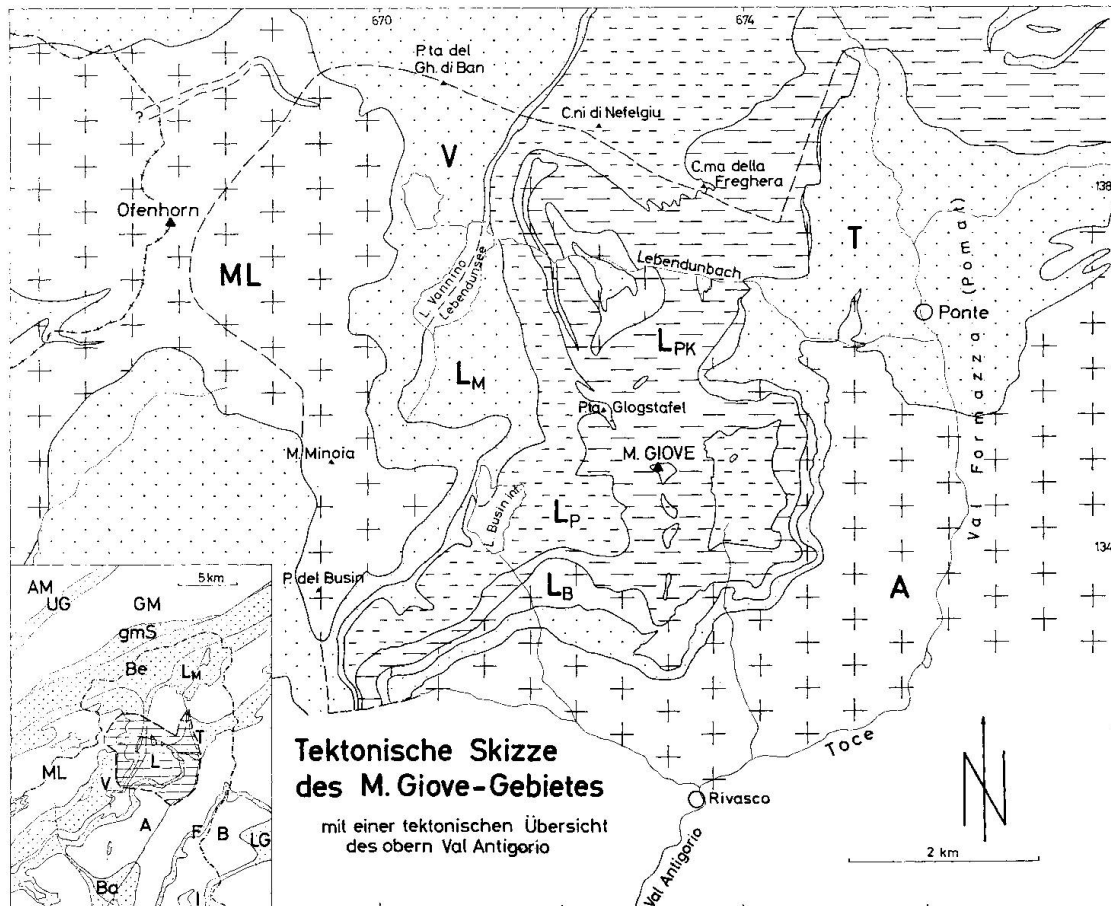 670
674
P.ta del
Gh. di Ban
C.ni di Nefelgiu
V
C.ma della
Freghera
138
Ofenhorn
T
ML
Lebendunbach
L. Vannino
Lebendunsee
Ponte
Val Formazza (Pomat)
LPK
LM
P.ta Glogstafel
M. GIOVE
M. Minoia
L. Busin inf.
LP
134
P. del Busin
LB
A
AM
UG
GM
5km
gmS
Be
LM
T
L
ML
V
A
F
B
LG
Ba
Tektonische Skizze
des M. Giove-Gebietes
mit einer tektonischen Übersicht
des obern Val Antigorio
Toce
Rivasco
Val Antigorio
N
2 km